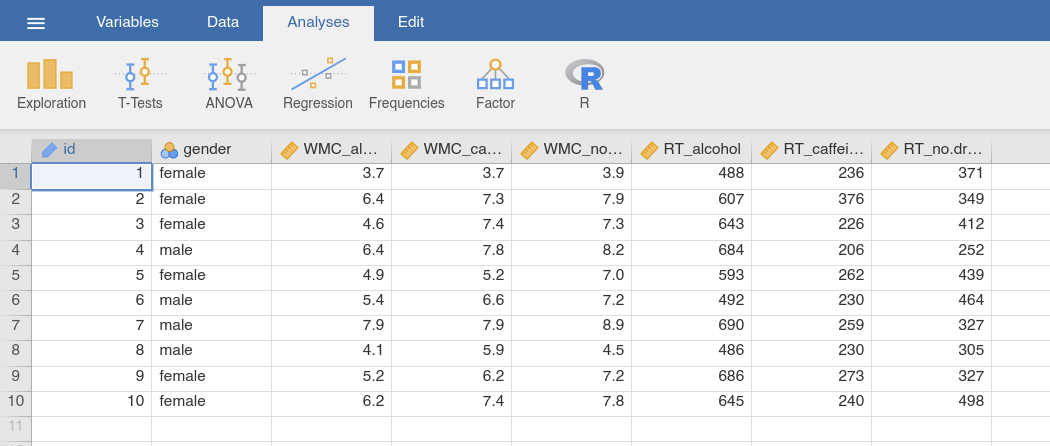 Variables Data Analyses Edit
Exploration T-Tests ANOVA Regression Frequencies Factor R
id gender WMC_al... WMC_ca... WMC_no... RT_alcohol RT_caffei... RT_no.dr...
1 1 female 3.7 3.7 3.9 488 236 371
2 2 female 6.4 7.3 7.9 607 376 349
3 3 female 4.6 7.4 7.3 643 226 412
4 4 male 6.4 7.8 8.2 684 206 252
5 5 female 4.9 5.2 7.0 593 262 439
6 6 male 5.4 6.6 7.2 492 230 464
7 7 male 7.9 7.9 8.9 690 259 327
8 8 male 4.1 5.9 4.5 486 230 305
9 9 female 5.2 6.2 7.2 686 273 327
10 10 female 6.2 7.4 7.8 645 240 498
11